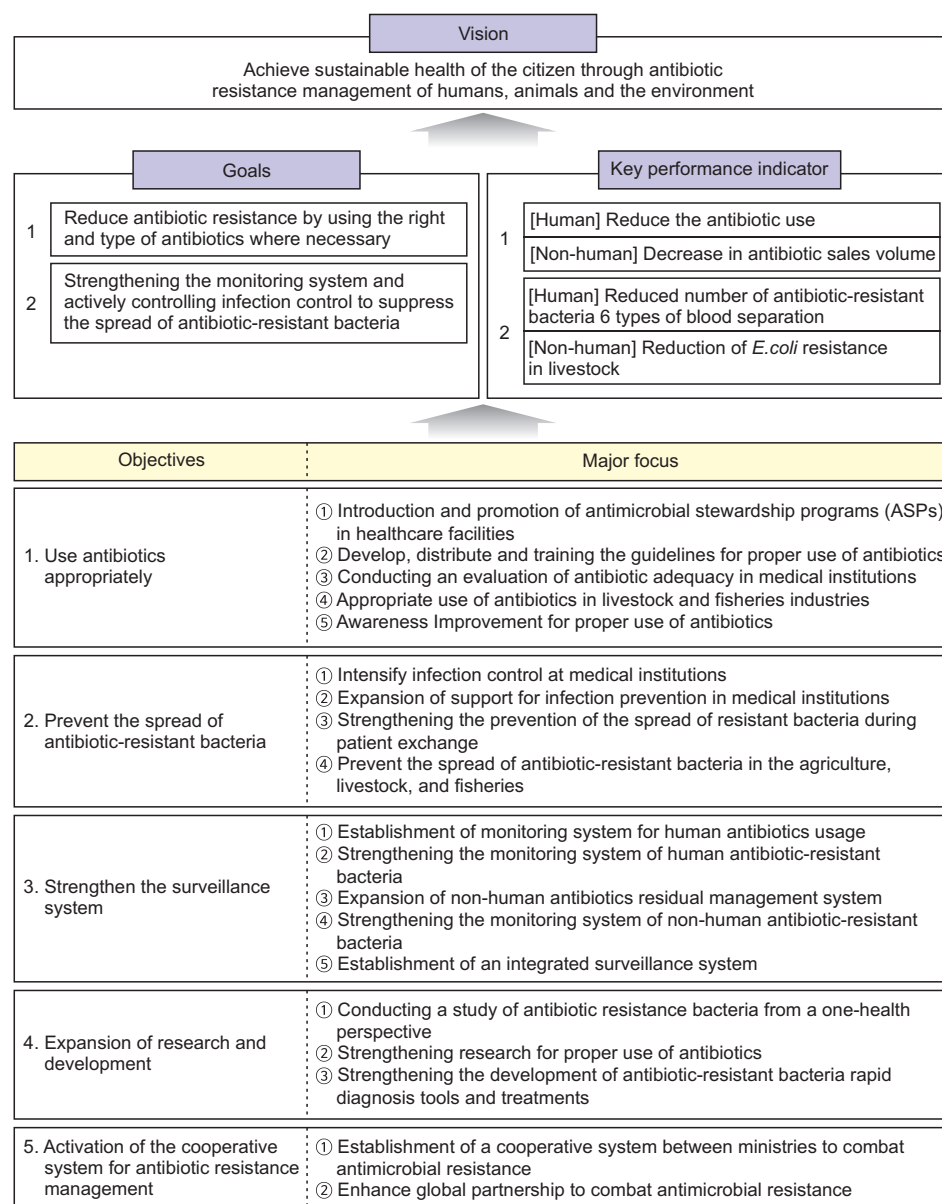 Vision
Achieve sustainable health of the citizen through antibiotic
resistance management of humans, animals and the environment
Goals
1
Reduce antibiotic resistance by using the right
and type of antibiotics where necessary
2
Strengthening the monitoring system and
actively controlling infection control to suppress
the spread of antibiotic-resistant bacteria
Key performance indicator
1
[Human] Reduce the antibiotic use
[Non-human] Decrease in antibiotic sales volume
2
[Human] Reduced number of antibiotic-resistant
bacteria 6 types of blood separation
[Non-human] Reduction of E.coli resistance
in livestock
Objectives
Major focus
1. Use antibiotics
appropriately
① Introduction and promotion of antimicrobial stewardship programs (ASPs)
in healthcare facilities
② Develop, distribute and training the guidelines for proper use of antibiotics
③ Conducting an evaluation of antibiotic adequacy in medical institutions
④ Appropriate use of antibiotics in livestock and fisheries industries
⑤ Awareness Improvement for proper use of antibiotics
2. Prevent the spread of
antibiotic-resistant bacteria
① Intensify infection control at medical institutions
② Expansion of support for infection prevention in medical institutions
③ Strengthening the prevention of the spread of resistant bacteria during
patient exchange
④ Prevent the spread of antibiotic-resistant bacteria in the agriculture,
livestock, and fisheries
3. Strengthen the surveillance
system
① Establishment of monitoring system for human antibiotics usage
② Strengthening the monitoring system of human antibiotic-resistant
bacteria
③ Expansion of non-human antibiotics residual management system
④ Strengthening the monitoring system of non-human antibiotic-resistant
bacteria
⑤ Establishment of an integrated surveillance system
4. Expansion of research and
development
① Conducting a study of antibiotic resistance bacteria from a one-health
perspective
② Strengthening research for proper use of antibiotics
③ Strengthening the development of antibiotic-resistant bacteria rapid
diagnosis tools and treatments
5. Activation of the cooperative
system for antibiotic resistance
management
① Establishment of a cooperative system between ministries to combat
antimicrobial resistance
② Enhance global partnership to combat antimicrobial resistance